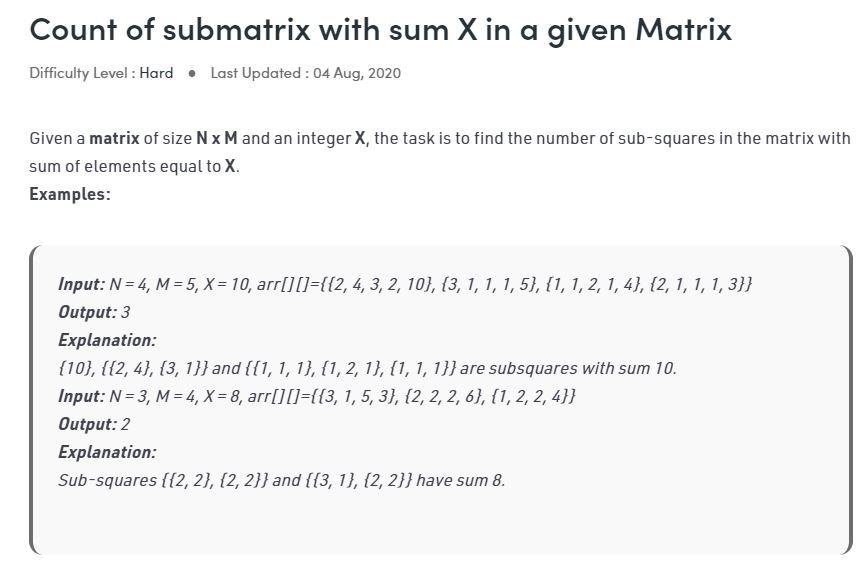 Count of submatrix with sum X in a given Matrix
Difficulty Level : Hard ● Last Updated : 04 Aug, 2020
Given a matrix of size N x M and an integer X, the task is to find the number of sub-squares in the matrix with
sum of elements equal to X.
Examples:
Input: N = 4, M = 5, X = 10, arr[][]={{2, 4, 3, 2, 10}, {3, 1, 1, 1, 5}, {1, 1, 2, 1, 4}, {2, 1, 1, 1, 3}}
Output: 3
Explanation:
{10}, {{2, 4}, {3, 1}} and {{1, 1, 1}, {1, 2, 1}, {1, 1, 1}} are subsquares with sum 10.
Input: N = 3, M = 4, X = 8, arr[][]={{3, 1, 5, 3}, {2, 2, 2, 6}, {1, 2, 2, 4}}
Output: 2
Explanation:
Sub-squares {{2, 2}, {2, 2}} and {{3, 1}, {2, 2}} have sum 8.